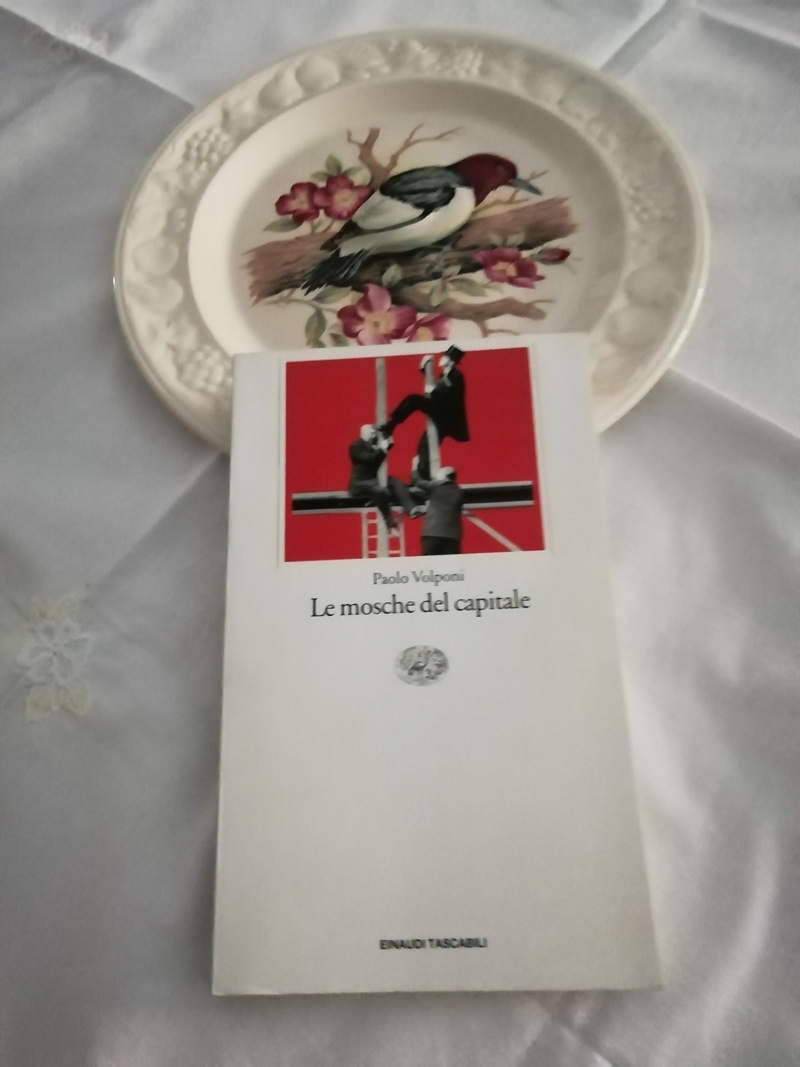 Paolo Volponi
Le mosche del capitale
EINAUDI TASCABILI